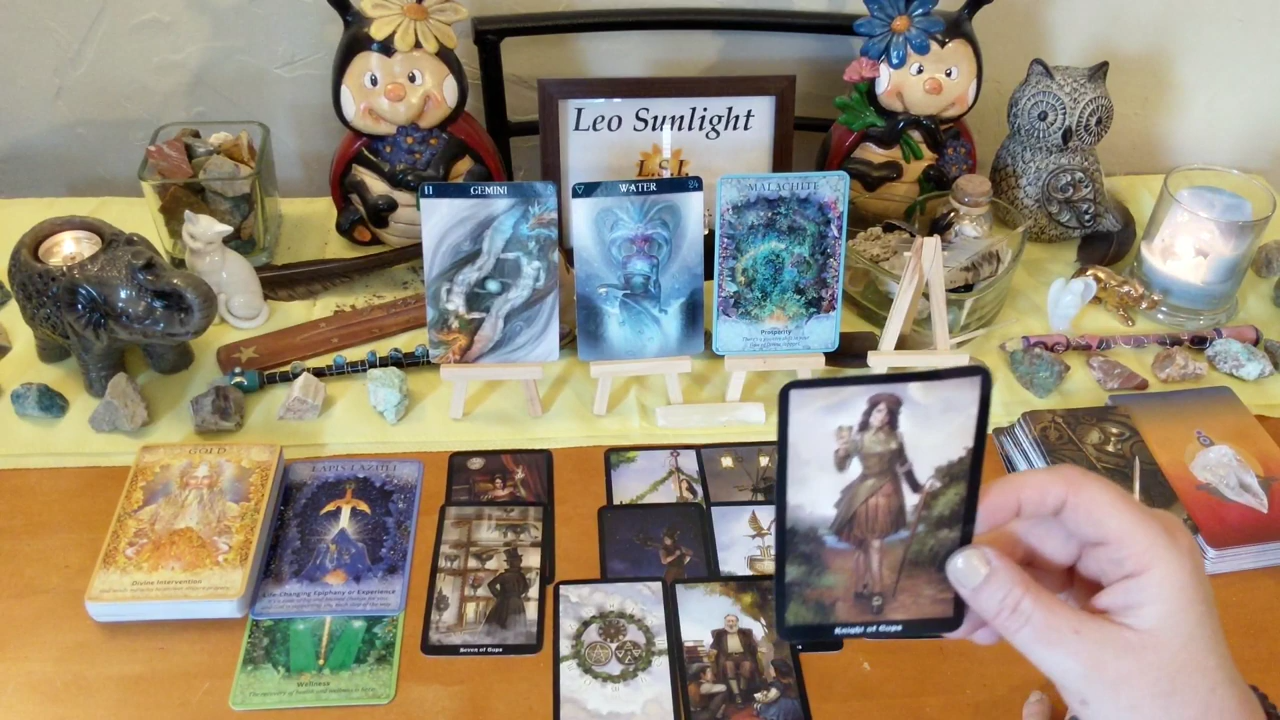 Leo Sunlight
L.S.I.
II GEMINI
WATER 24
MALACHITE
Prosperity
GOLD
Divine Intervention
LAPIS LAZULI
Life-Changing Epiphany or Experience
Wellness
Seven of Cups
Knight of Cups